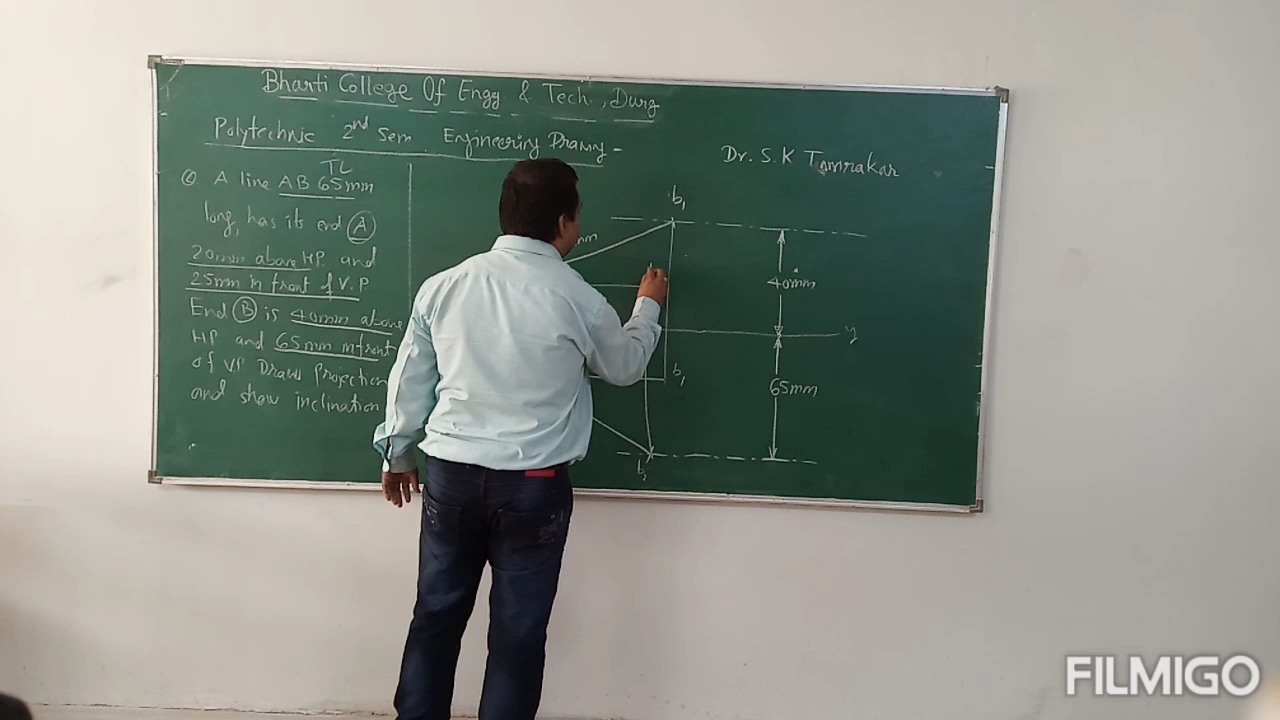 Bharti College Of Engg & Tech., Durg
Polytechnic 2nd Sem Engineering Drawing -
Dr. S. K Tamrakar
TL
Q A line AB 65mm
long, has its end A
20mm above HP and
25mm in front of V.P
End B is 40mm above
HP and 65mm in front
of VP Draw Projection
and show inclination
b1
40mm
y
b1
65mm
FILMIGO